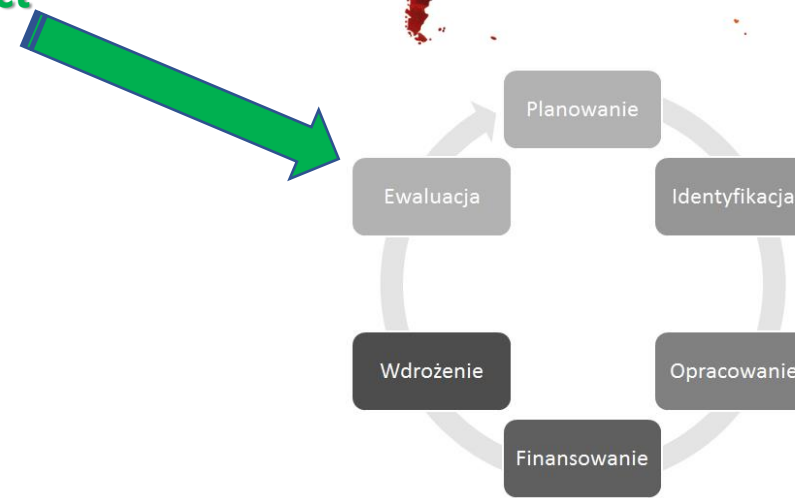 Planowanie
Identyfikacja
Opracowanie
Finansowanie
Wdrożenie
Ewaluacja